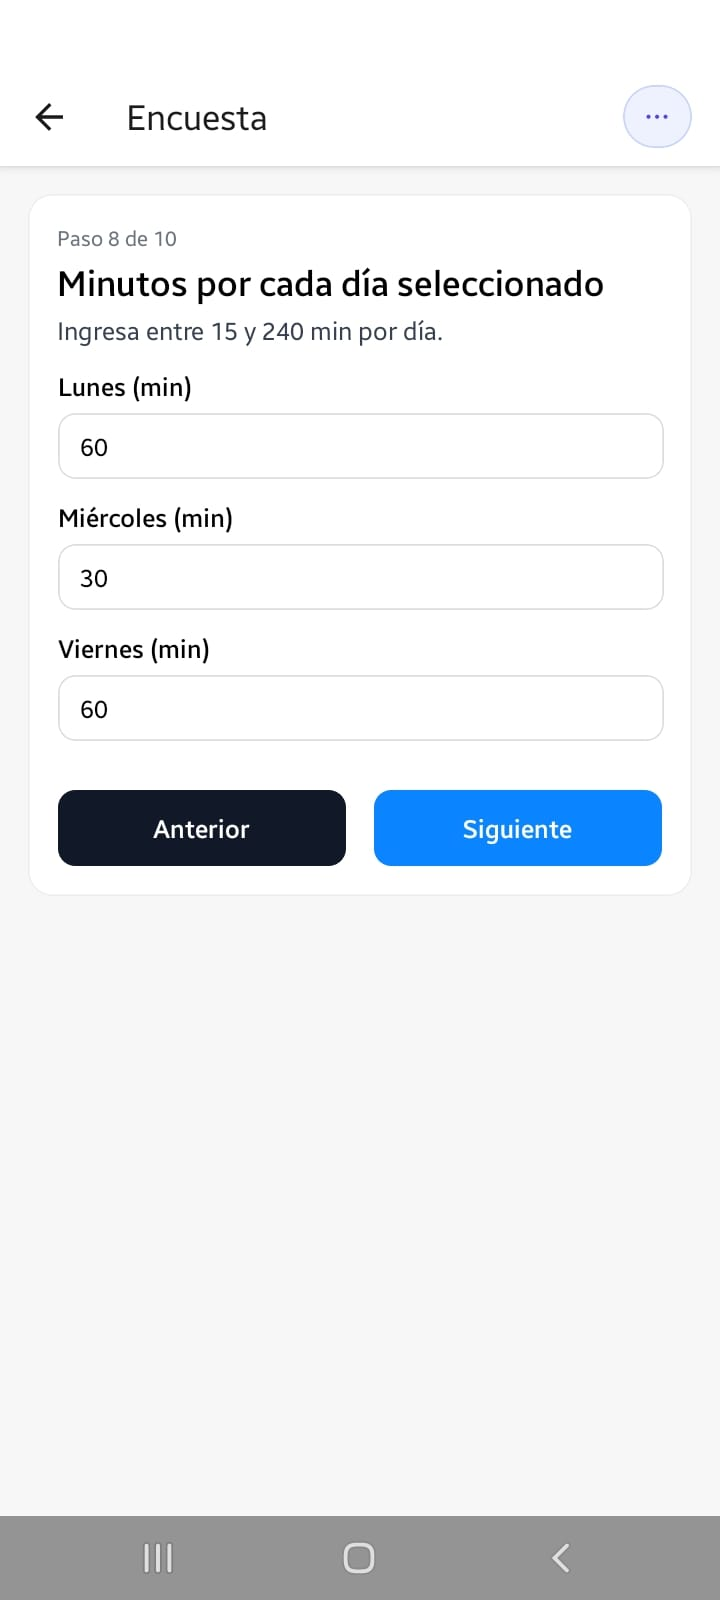 Encuesta
Paso 8 de 10
Minutos por cada día seleccionado
Ingresa entre 15 y 240 min por día.
Lunes (min)
60
Miércoles (min)
30
Viernes (min)
60
Anterior
Siguiente